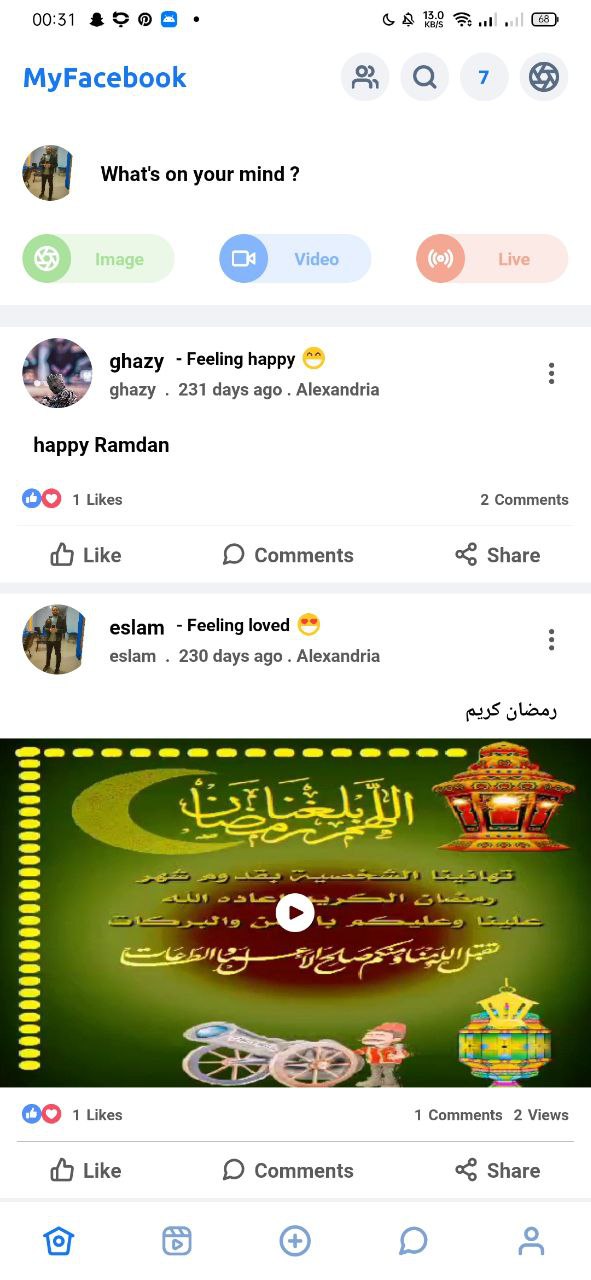 00:31
13.0 KB/S
68
MyFacebook
7
What's on your mind ?
Image
Video
Live
ghazy - Feeling happy
ghazy . 231 days ago . Alexandria
happy Ramdan
1 Likes
2 Comments
Like
Comments
Share
eslam - Feeling loved
eslam . 230 days ago . Alexandria
رمضان كريم
اللهم بلغنا رمضان
تهانينا الشخصية بقدوم شهر
رمضان الكريم اعاده الله
علينا وعليكم والبركات
تقبل الله منا ومنكم صالح الأعمال والطاعات
1 Likes
1 Comments 2 Views
Like
Comments
Share